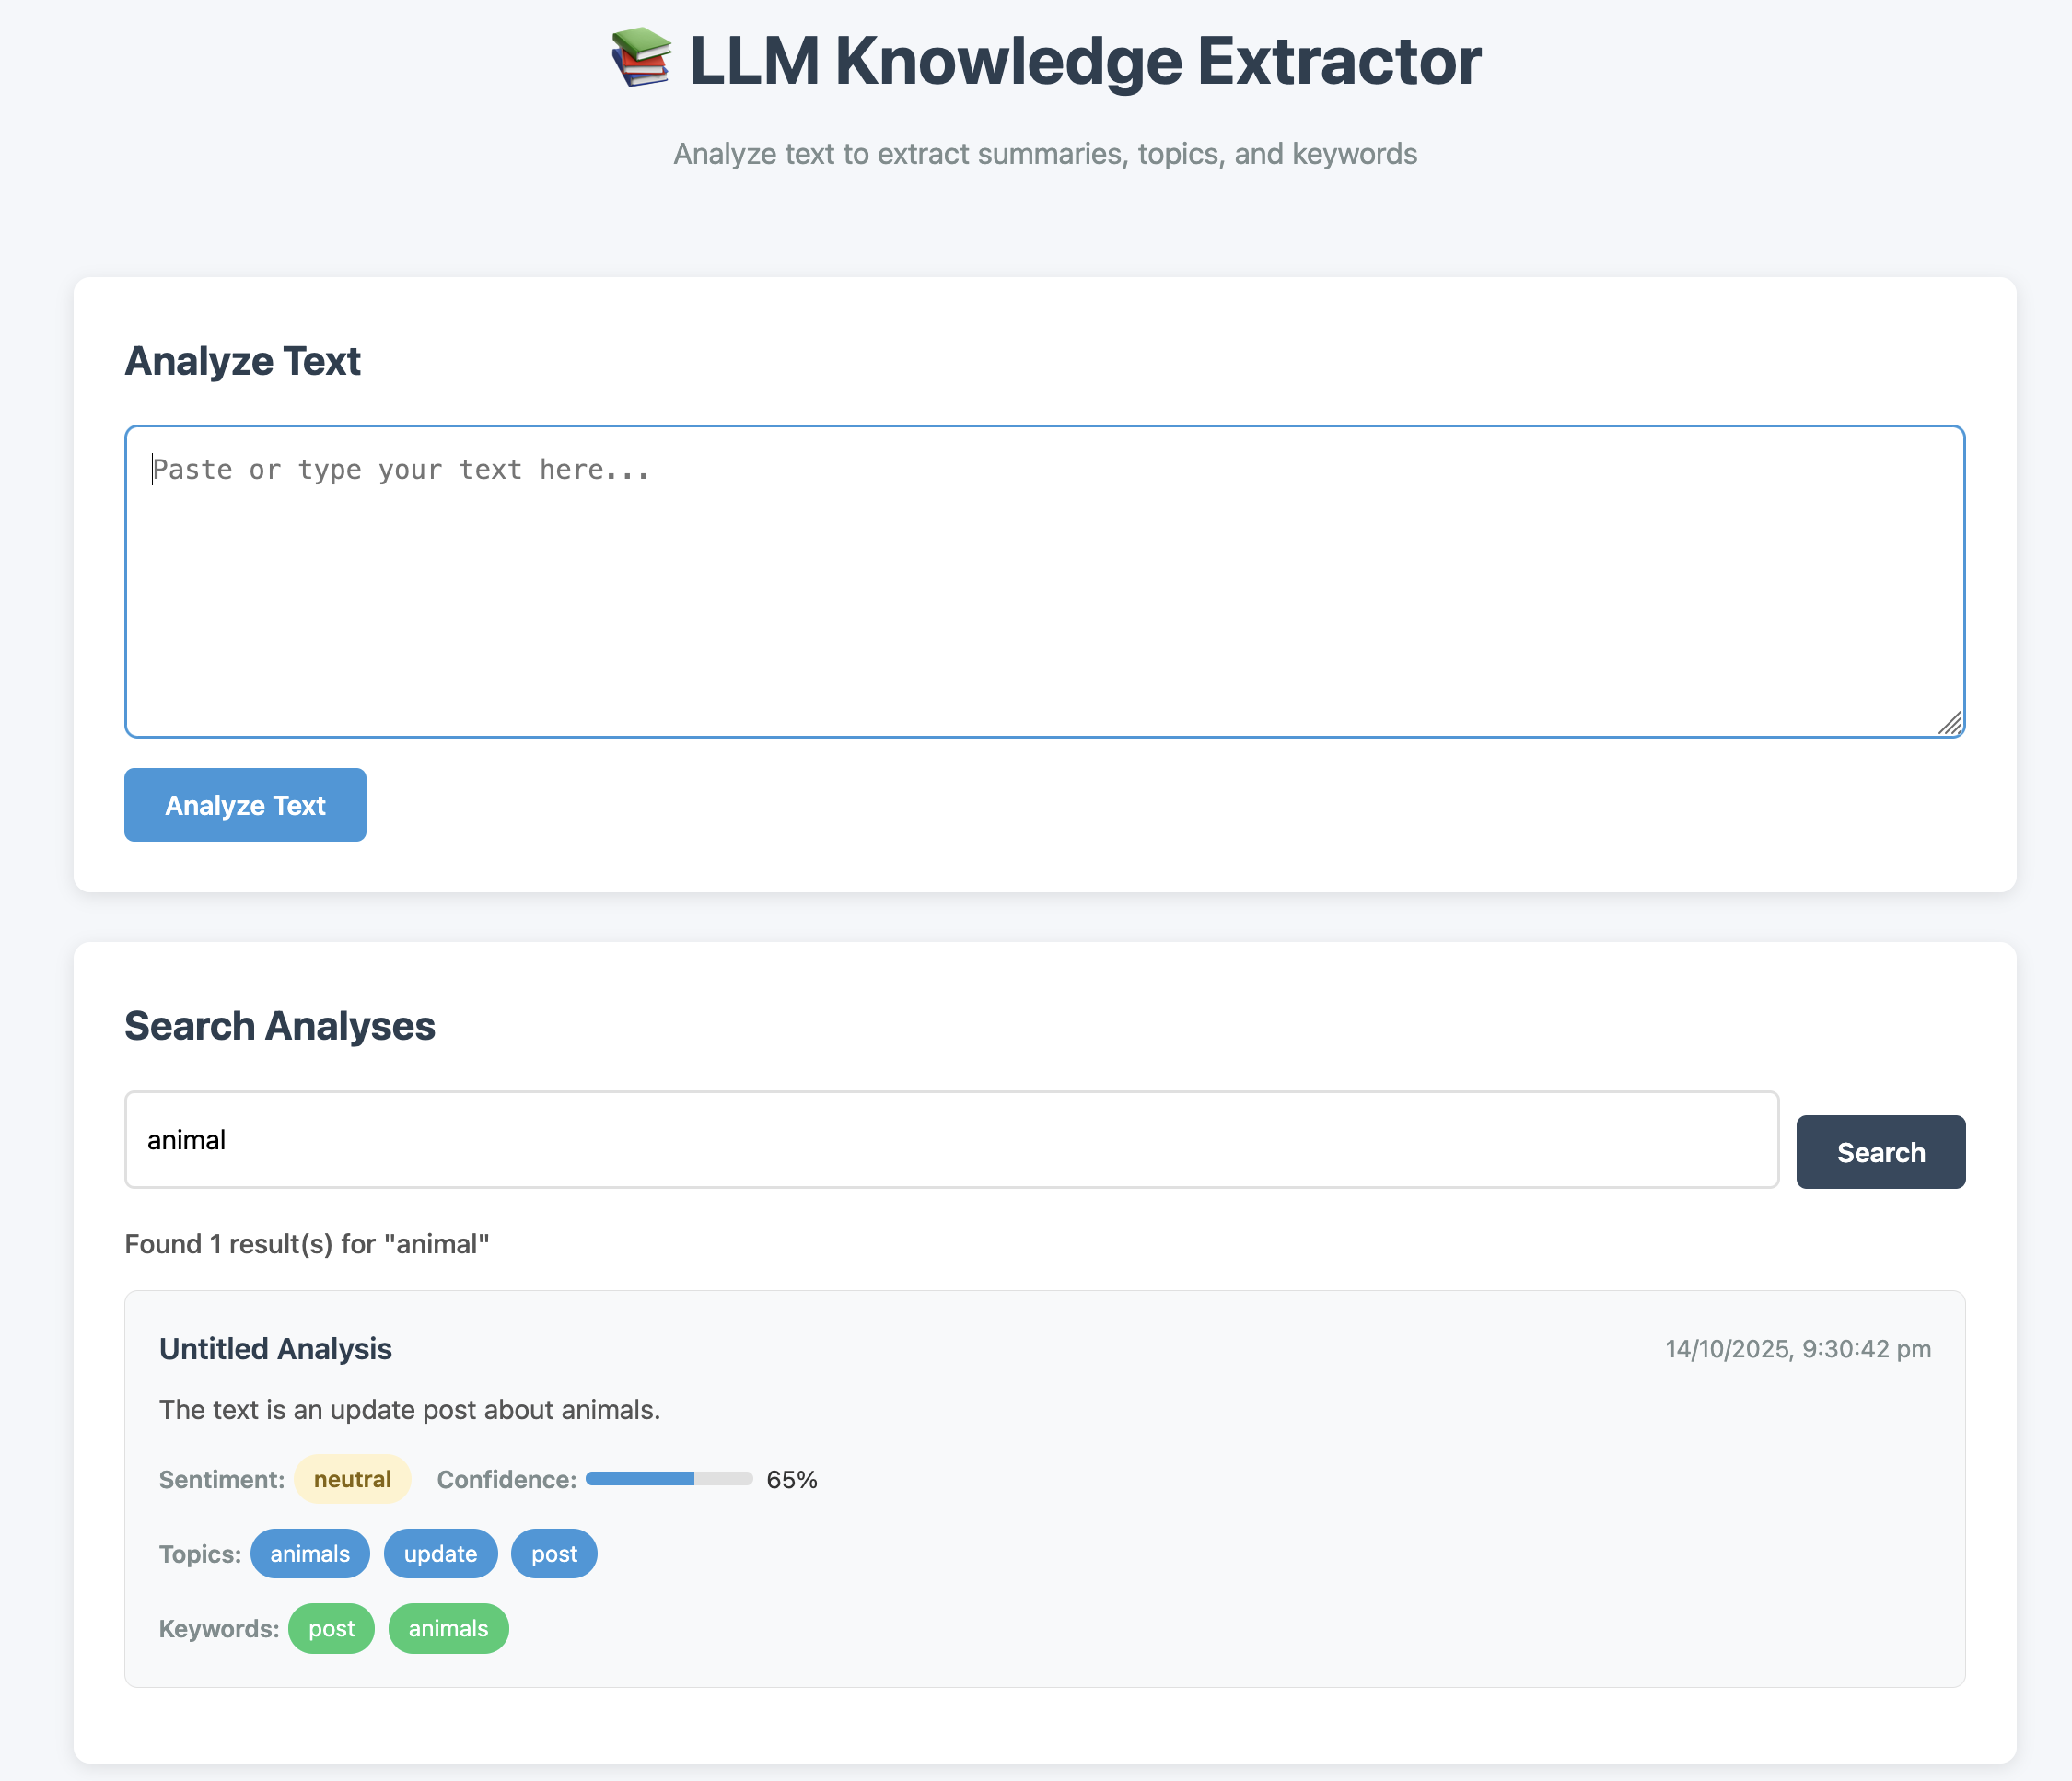 LLM Knowledge Extractor
Analyze text to extract summaries, topics, and keywords
Analyze Text
Paste or type your text here...
Analyze Text
Search Analyses
animal
Search
Found 1 result(s) for "animal"
Untitled Analysis 14/10/2025, 9:30:42 pm
The text is an update post about animals.
Sentiment: neutral Confidence: 65%
Topics: animals update post
Keywords: post animals